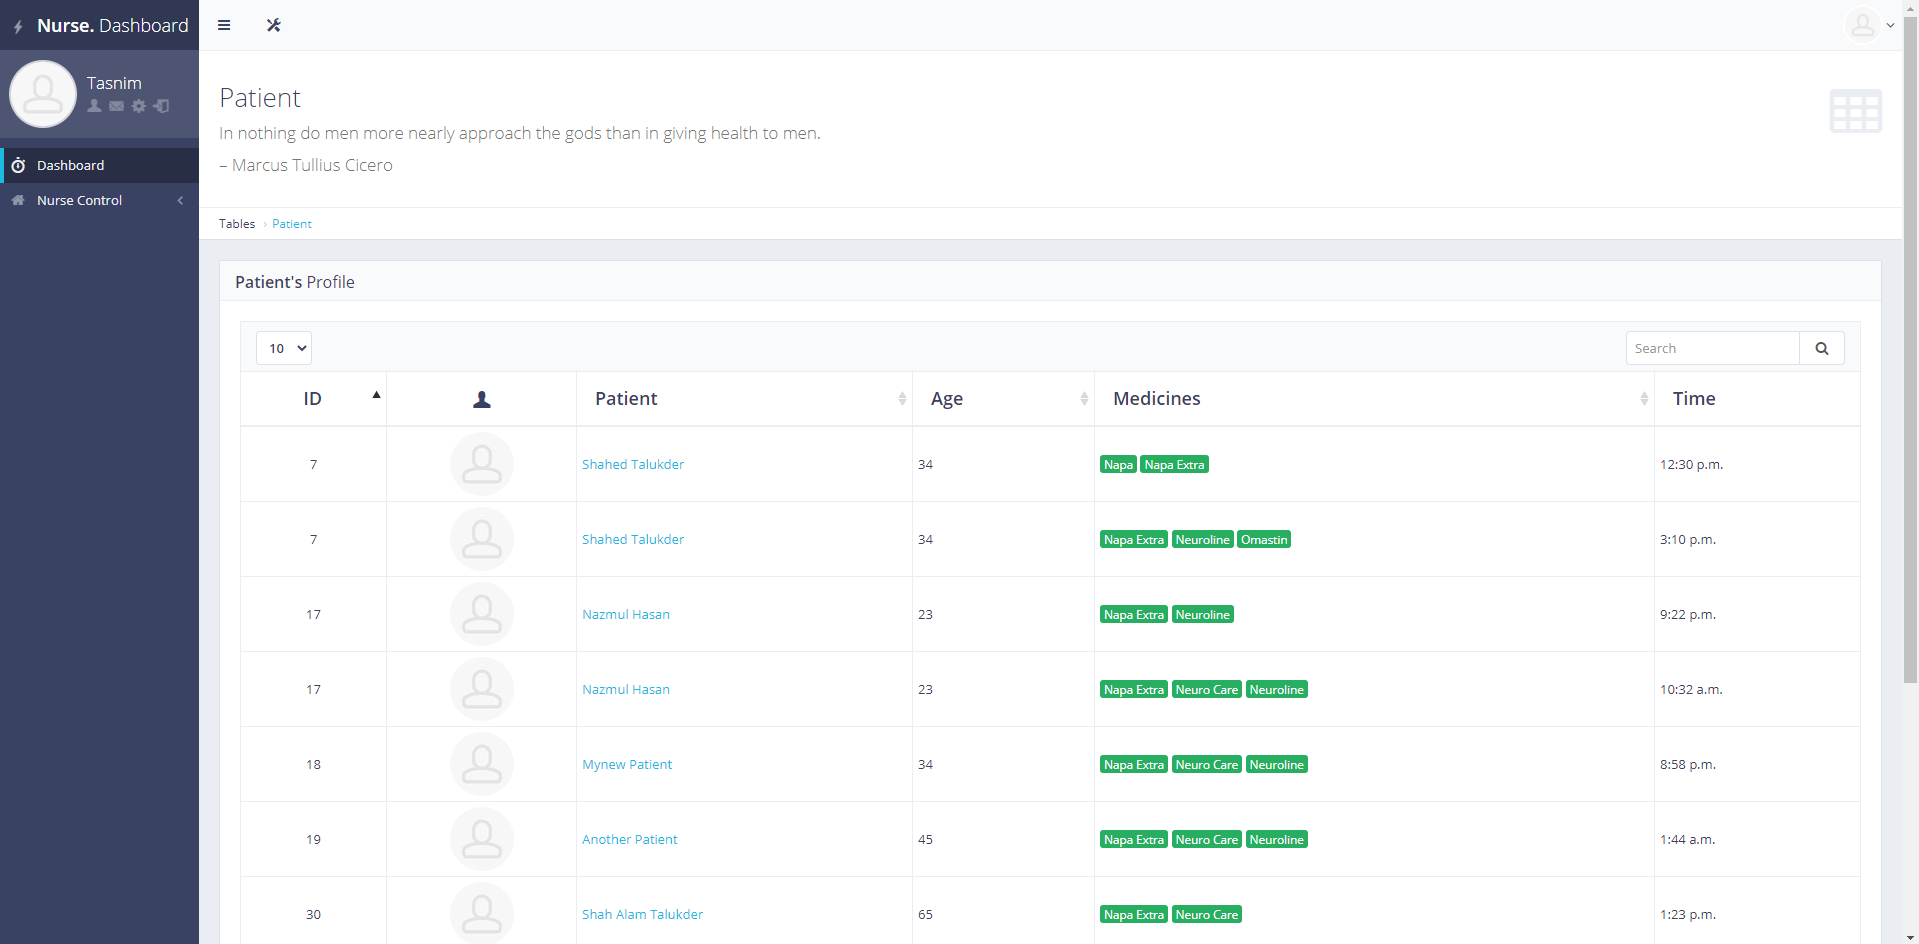 Nurse. Dashboard
Tasnim
Dashboard
Nurse Control
Patient
In nothing do men more nearly approach the gods than in giving health to men.
– Marcus Tullius Cicero
Tables › Patient
Patient's Profile
10
Search
ID Patient Age Medicines Time
7 Shahed Talukder 34 Napa Napa Extra 12:30 p.m.
7 Shahed Talukder 34 Napa Extra Neuroline Omastin 3:10 p.m.
17 Nazmul Hasan 23 Napa Extra Neuroline 9:22 p.m.
17 Nazmul Hasan 23 Napa Extra Neuro Care Neuroline 10:32 a.m.
18 Mynew Patient 34 Napa Extra Neuro Care Neuroline 8:58 p.m.
19 Another Patient 45 Napa Extra Neuro Care Neuroline 1:44 a.m.
30 Shah Alam Talukder 65 Napa Extra Neuro Care 1:23 p.m.